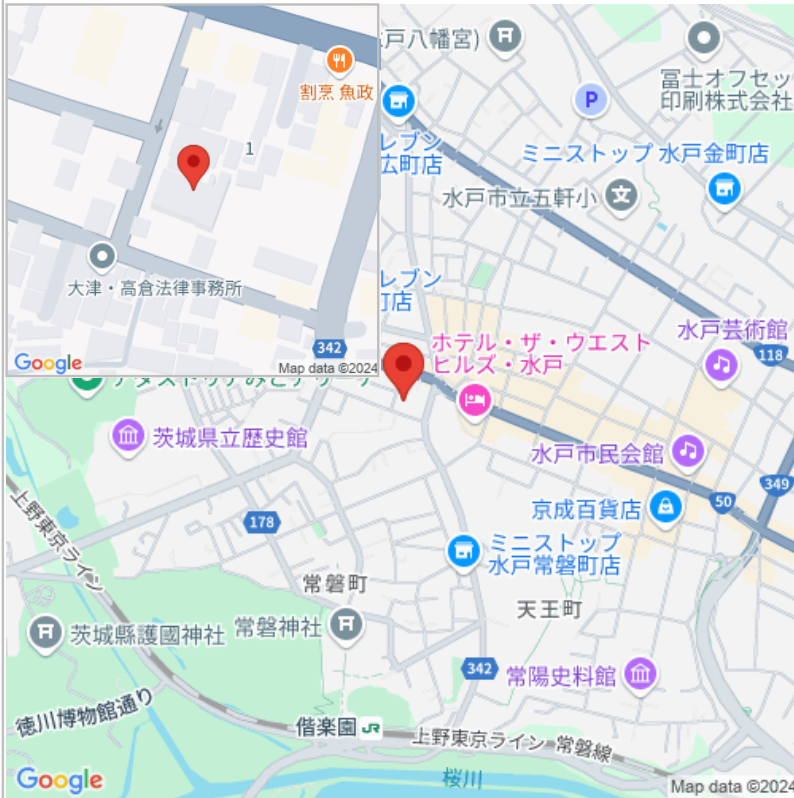 割烹 魚政
1
大津・高倉法律事務所
342
Google
Map data ©2024
戸八幡宮)
冨士オフセッ
印刷株式会社
P
レブン
広町店
ミニストップ 水戸金町店
水戸市立五軒小
文
レブン
町店
水戸芸術館
118
ホテル・ザ・ウエスト
ヒルズ・水戸
茨城県立歴史館
水戸市民会館
349
50
京成百貨店
上野東京ライン
178
ミニストップ
水戸常磐町店
常磐町
天王町
茨城縣護國神社
常磐神社
342
常陽史料館
徳川博物館通り
偕楽園 JR
上野東京ライン 常磐線
桜川
Google
Map data ©2024